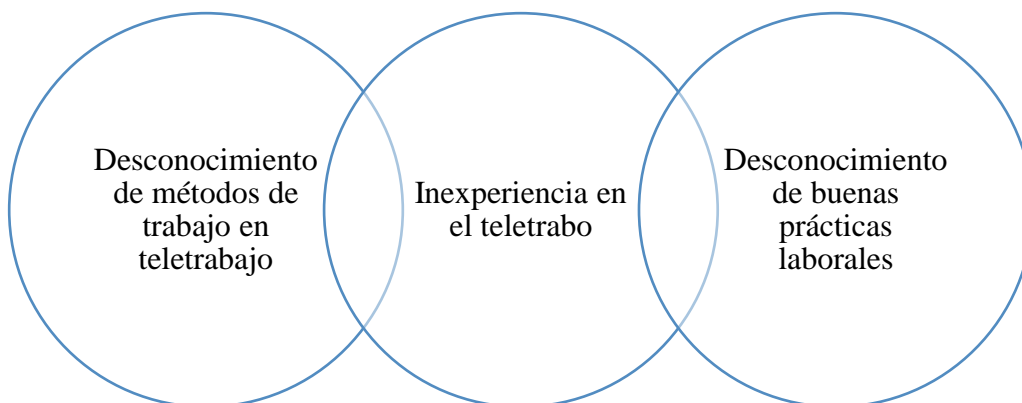 Desconocimiento
de métodos de
trabajo en
teletrabajo
Inexperiencia en
el teletrabo
Desconocimiento
de buenas
prácticas
laborales